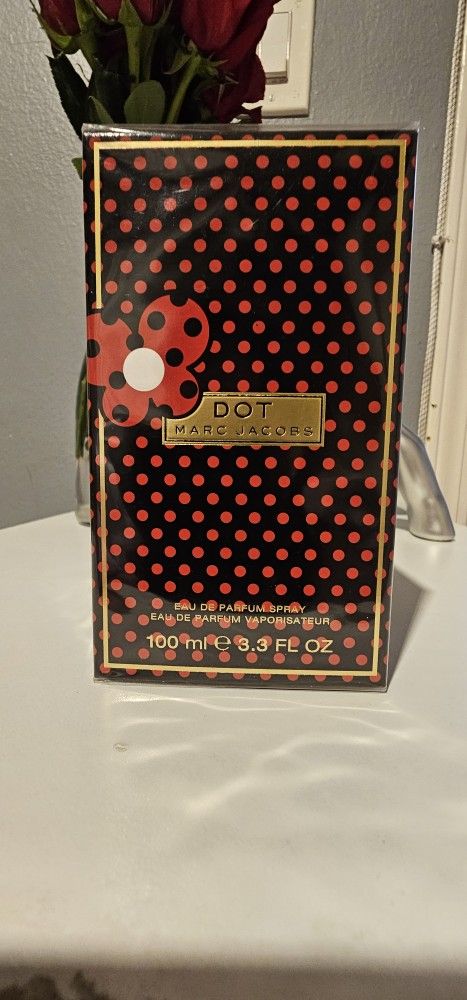 DOT
MARC JACOBS
EAU DE PARFUM SPRAY
EAU DE PARFUM VAPORISATEUR
100 ml ℮ 3.3 FL OZ